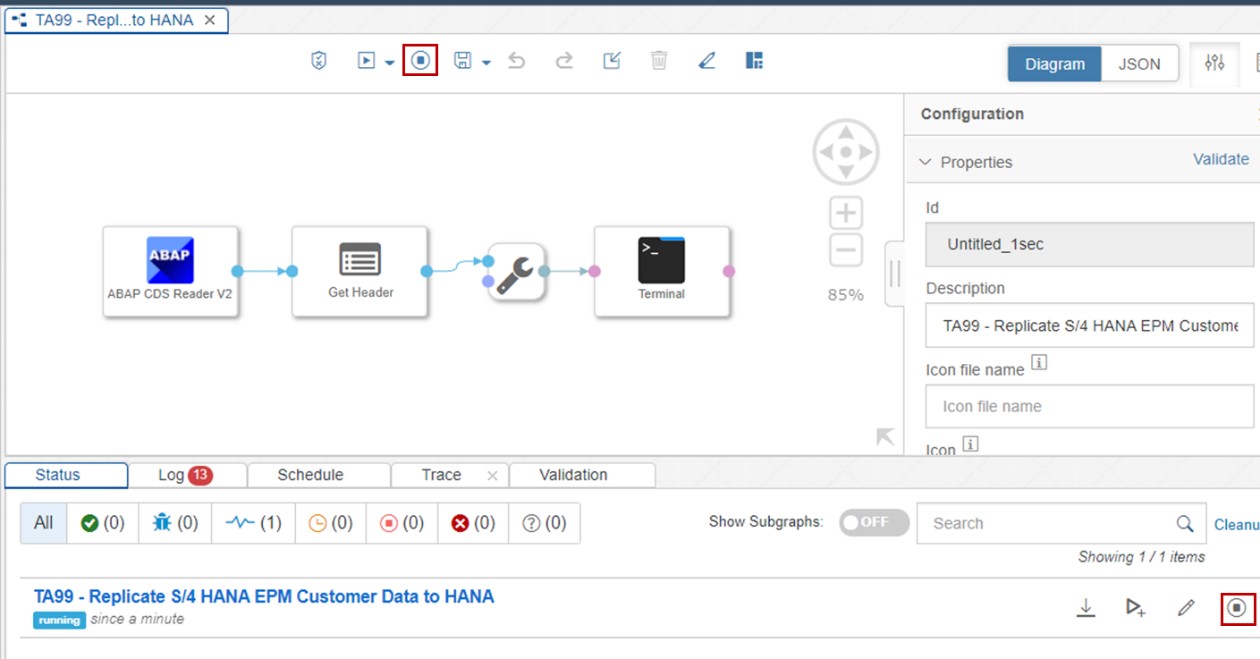 TA99 - Repl...to HANA
Diagram JSON
Configuration
Properties Validate
Id
Untitled_1sec
Description
TA99 - Replicate S/4 HANA EPM Custome
Icon file name
Icon file name
Icon
ABAP
ABAP CDS Reader V2
Get Header
>_
Terminal
85%
Status Log 13 Schedule Trace Validation
All (0) (0) (1) (0) (0) (0) (0)
Show Subgraphs: OFF Search Cleanu
Showing 1 / 1 items
TA99 - Replicate S/4 HANA EPM Customer Data to HANA
running since a minute